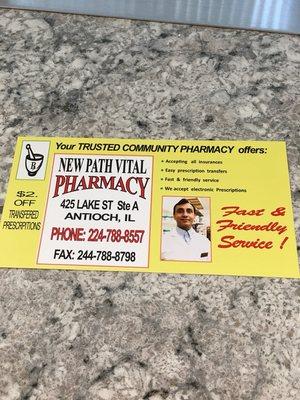 Your TRUSTED COMMUNITY PHARMACY offers:
B
$2.
OFF
TRANSFERED
PRESCRIPTIONS
NEW PATH VITAL
PHARMACY
425 LAKE ST Ste A
ANTIOCH, IL
PHONE: 224-788-8557
FAX: 244-788-8798
• Accepting all insurances
• Easy prescription transfers
• Fast & friendly service
• We accept electronic Prescriptions
Fast &
Friendly
Service !